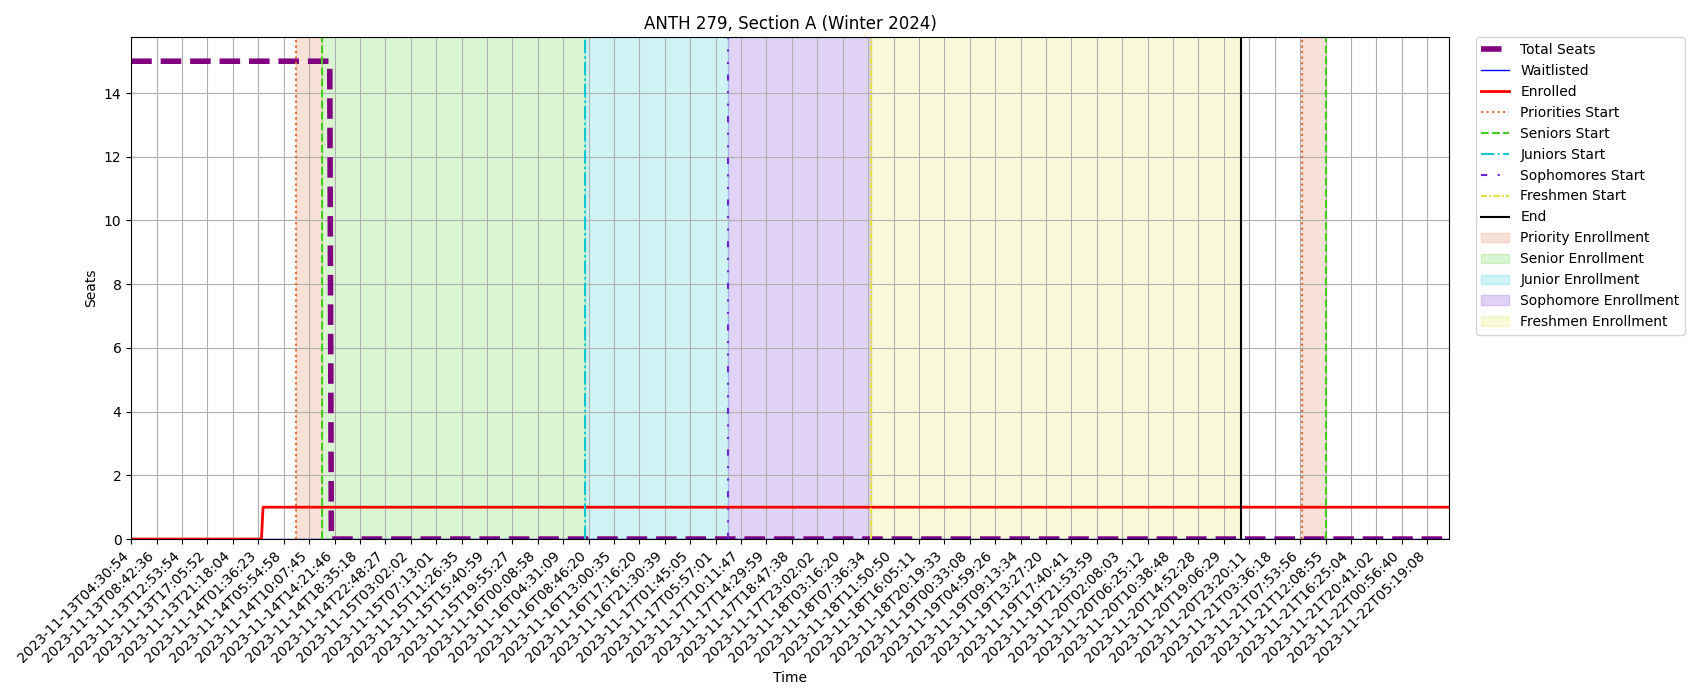 ANTH 279, Section A (Winter 2024)
Seats
14
12
10
8
6
4
2
0
2023-11-13T04:30:54
2023-11-13T08:42:36
2023-11-13T12:53:54
2023-11-13T17:05:52
2023-11-13T21:18:04
2023-11-14T01:36:23
2023-11-14T05:54:58
2023-11-14T10:07:45
2023-11-14T14:21:46
2023-11-14T18:35:18
2023-11-14T22:48:27
2023-11-15T03:02:02
2023-11-15T07:13:01
2023-11-15T11:26:35
2023-11-15T15:40:59
2023-11-15T19:55:27
2023-11-16T00:08:58
2023-11-16T04:31:09
2023-11-16T08:46:20
2023-11-16T13:00:35
2023-11-16T17:16:20
2023-11-16T21:30:39
2023-11-17T01:45:05
2023-11-17T05:57:01
2023-11-17T10:11:47
2023-11-17T14:29:59
2023-11-17T18:47:38
2023-11-17T23:02:02
2023-11-18T03:16:20
2023-11-18T07:36:34
2023-11-18T11:50:50
2023-11-18T16:05:11
2023-11-18T20:19:33
2023-11-19T00:33:08
2023-11-19T04:59:26
2023-11-19T09:13:34
2023-11-19T13:27:20
2023-11-19T17:40:41
2023-11-19T21:53:59
2023-11-20T02:08:03
2023-11-20T06:25:12
2023-11-20T10:38:48
2023-11-20T14:52:28
2023-11-20T19:06:29
2023-11-20T23:20:11
2023-11-21T03:36:18
2023-11-21T07:53:56
2023-11-21T12:08:55
2023-11-21T16:25:04
2023-11-21T20:41:02
2023-11-22T00:56:40
2023-11-22T05:19:08
Time
Total Seats
Waitlisted
Enrolled
Priorities Start
Seniors Start
Juniors Start
Sophomores Start
Freshmen Start
End
Priority Enrollment
Senior Enrollment
Junior Enrollment
Sophomore Enrollment
Freshmen Enrollment